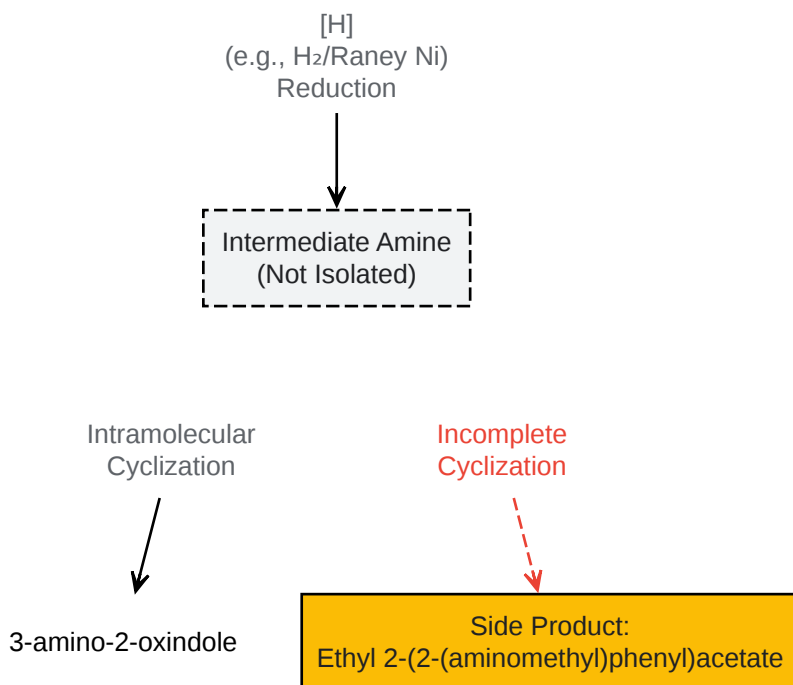 [H]
(e.g., H₂/Raney Ni)
Reduction
Intermediate Amine
(Not Isolated)
Intramolecular
Cyclization
Incomplete
Cyclization
3-amino-2-oxindole
Side Product:
Ethyl 2-(2-(aminomethyl)phenyl)acetate